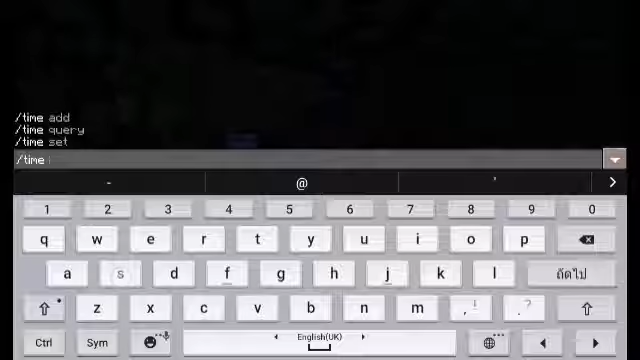 /time add
/time query
/time set
/time
- @ ' >
1 2 3 4 5 6 7 8 9 0
q w e r t y u i o p
a s d f g h j k l ถัดไป
z x c v b n m , ! . ?
Ctrl Sym English(UK)